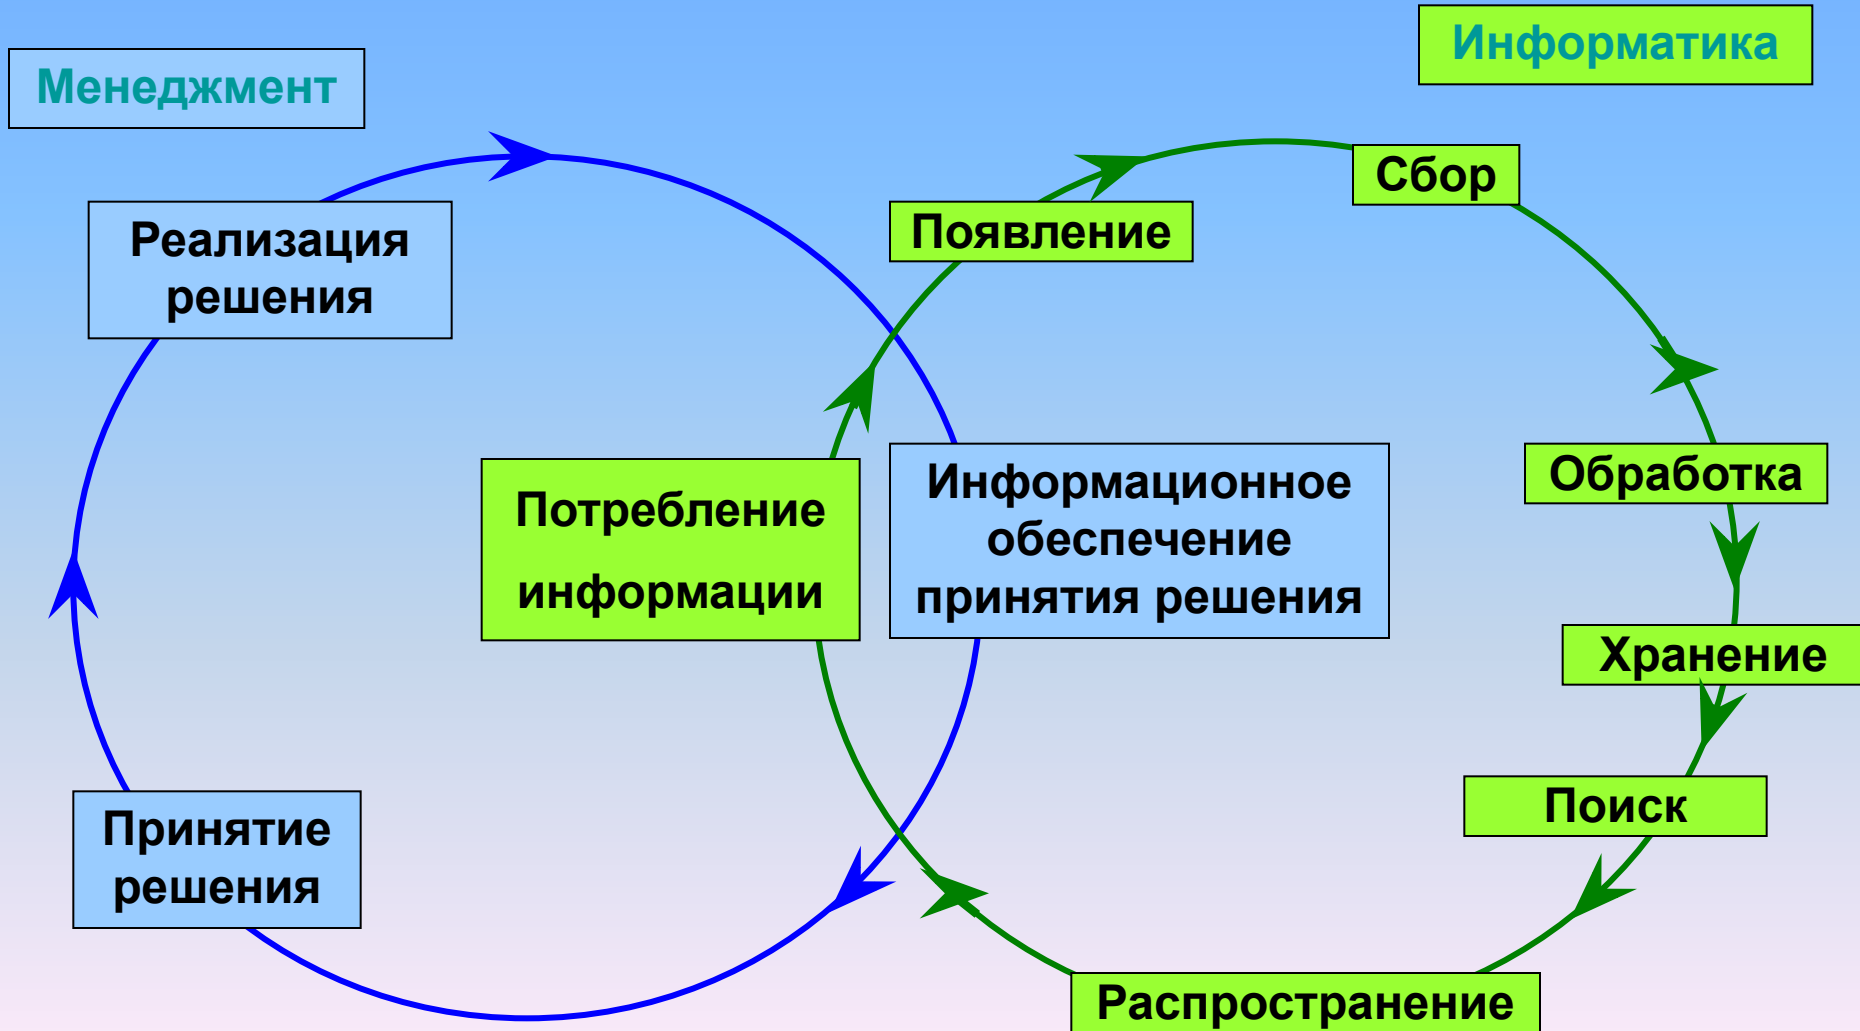 Информатика
Менеджмент
Сбор
Появление
Реализация
решения
Обработка
Информационное
обеспечение
принятия решения
Потребление
информации
Хранение
Поиск
Принятие
решения
Распространение